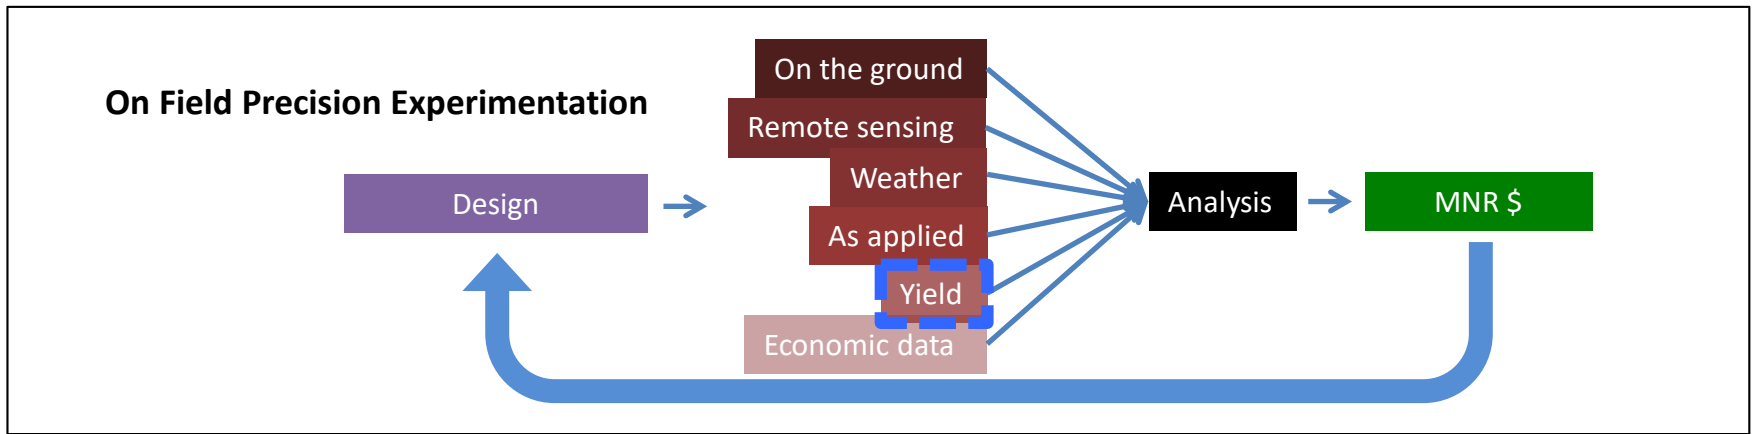 On Field Precision Experimentation
Design
On the ground
Remote sensing
Weather
As applied
Yield
Economic data
Analysis
MNR $